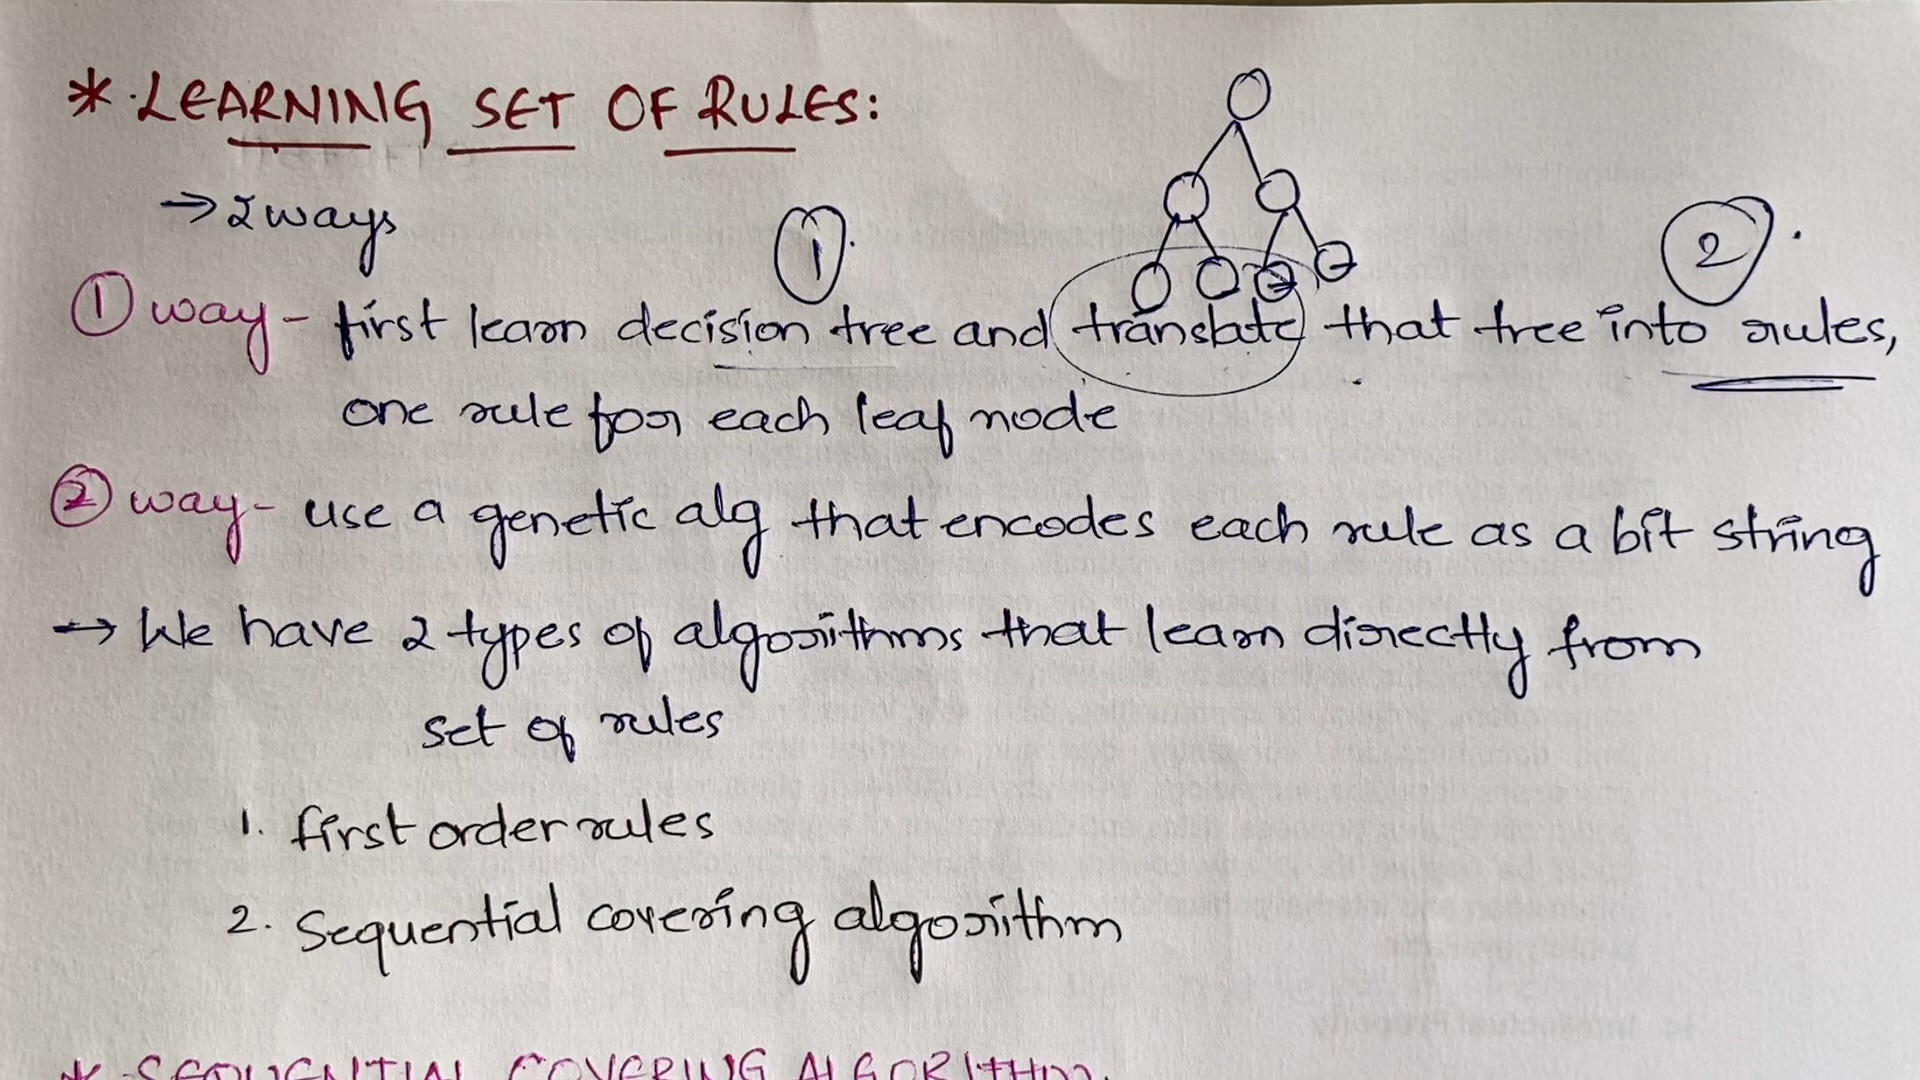 * LEARNING SET OF RULES:
→ 2 ways
1 2
① way - first learn decision tree and translate that tree into rules,
one rule for each leaf node
② way - use a genetic alg that encodes each rule as a bit string
→ We have 2 types of algorithms that learn directly from
set of rules
1. first order rules
2. Sequential covering algorithm
* SEQUENTIAL COVERING ALGORITHM.